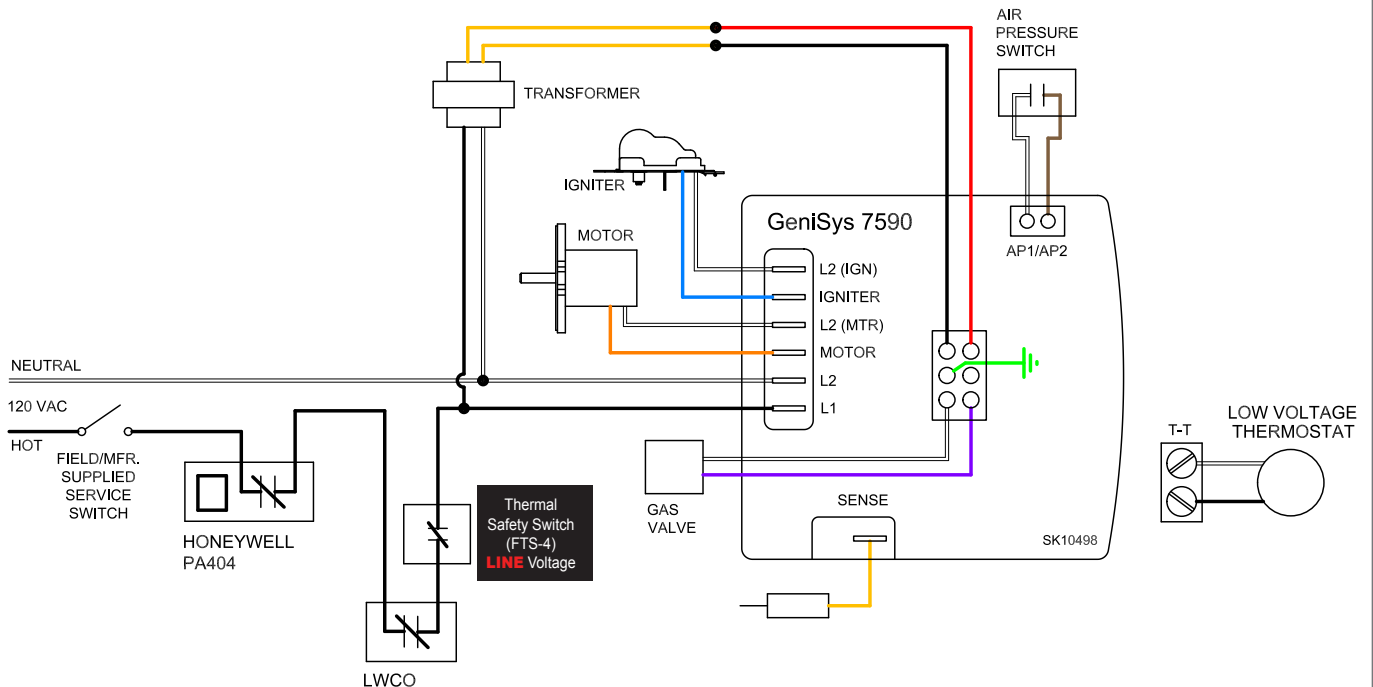 AIR
PRESSURE
SWITCH
TRANSFORMER
IGNITER
GeniSys 7590
MOTOR
AP1/AP2
L2 (IGN)
IGNITER
L2 (MTR)
MOTOR
NEUTRAL
L2
120 VAC
L1
HOT
LOW VOLTAGE
THERMOSTAT
T-T
FIELD/MFR.
SUPPLIED
SERVICE
SWITCH
GAS
VALVE
SENSE
Thermal
Safety Switch
(FTS-4)
LINE Voltage
HONEYWELL
PA404
SK10498
LWCO